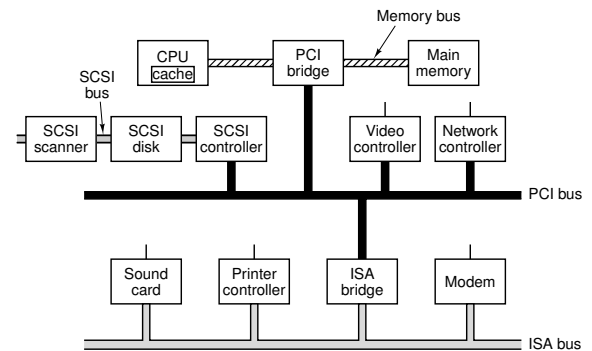 Memory bus
CPU
cache
PCI
bridge
Main
memory
SCSI
bus
SCSI
scanner
SCSI
disk
SCSI
controller
Video
controller
Network
controller
PCI bus
Sound
card
Printer
controller
ISA
bridge
Modem
ISA bus